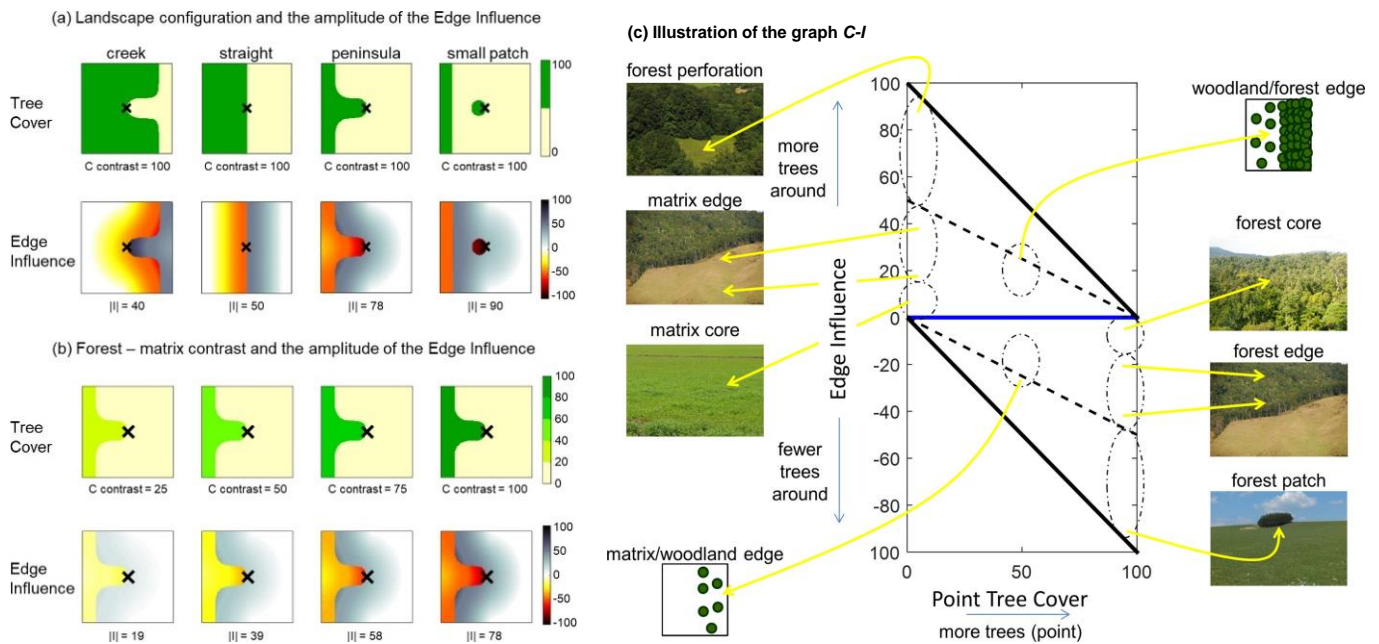 (a) Landscape configuration and the amplitude of the Edge Influence
creek straight peninsula small patch
Tree
Cover
100
0
C contrast = 100 C contrast = 100 C contrast = 100 C contrast = 100
Edge
Influence
100
50
0
-50
-100
|I| = 40 |I| = 50 |I| = 78 |I| = 90
(b) Forest – matrix contrast and the amplitude of the Edge Influence
Tree
Cover
100
80
60
40
20
0
C contrast = 25 C contrast = 50 C contrast = 75 C contrast = 100
Edge
Influence
100
50
0
-50
-100
|I| = 19 |I| = 39 |I| = 58 |I| = 78
(c) Illustration of the graph C-I
forest perforation
matrix edge
matrix core
matrix/woodland edge
more
trees
around
Edge Influence
fewer
trees
around
100
80
60
40
20
0
-20
-40
-60
-80
100
0 50 100
Point Tree Cover
more trees (point)
woodland/forest edge
forest core
forest edge
forest patch